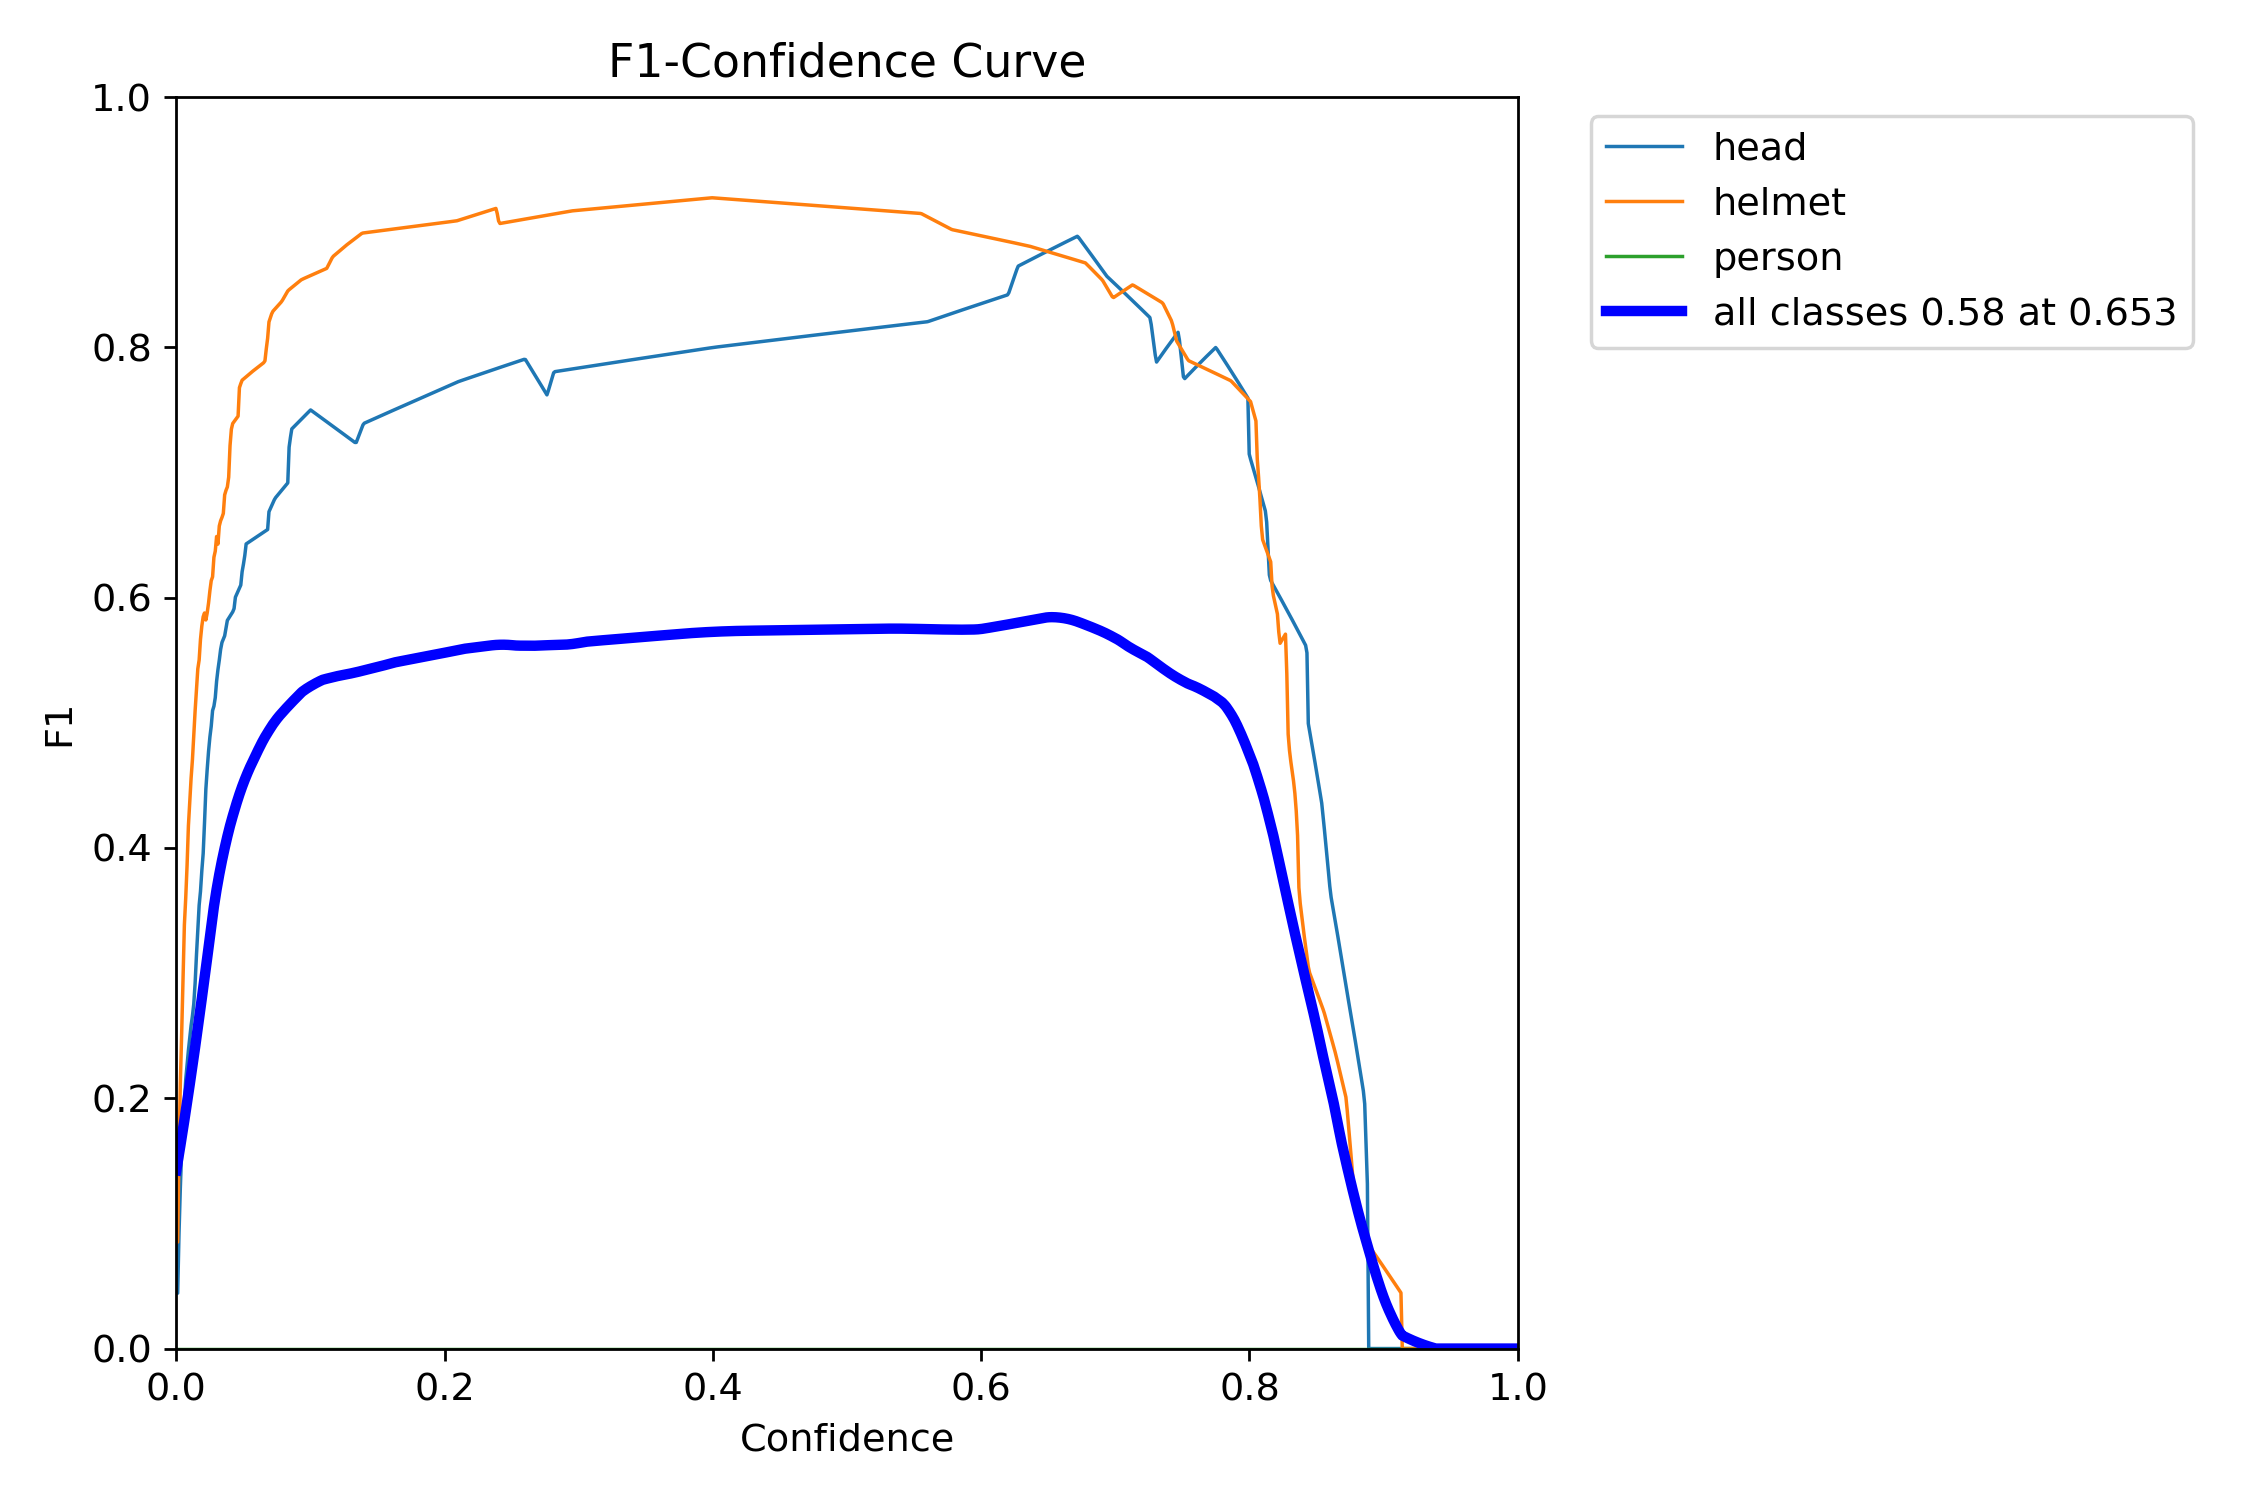 F1-Confidence Curve
1.0
0.8
0.6
0.4
0.2
0.0
F1
0.0 0.2 0.4 0.6 0.8 1.0
Confidence
head
helmet
person
all classes 0.58 at 0.653